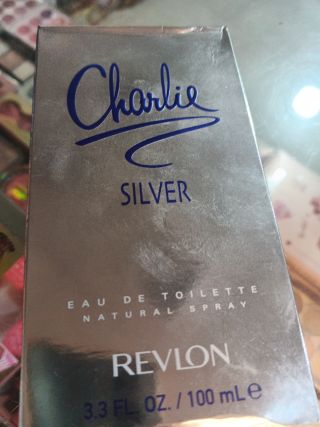 Charlie
SILVER
EAU DE TOILETTE
NATURAL SPRAY
REVLON
3.3 FL. OZ. / 100 mL e